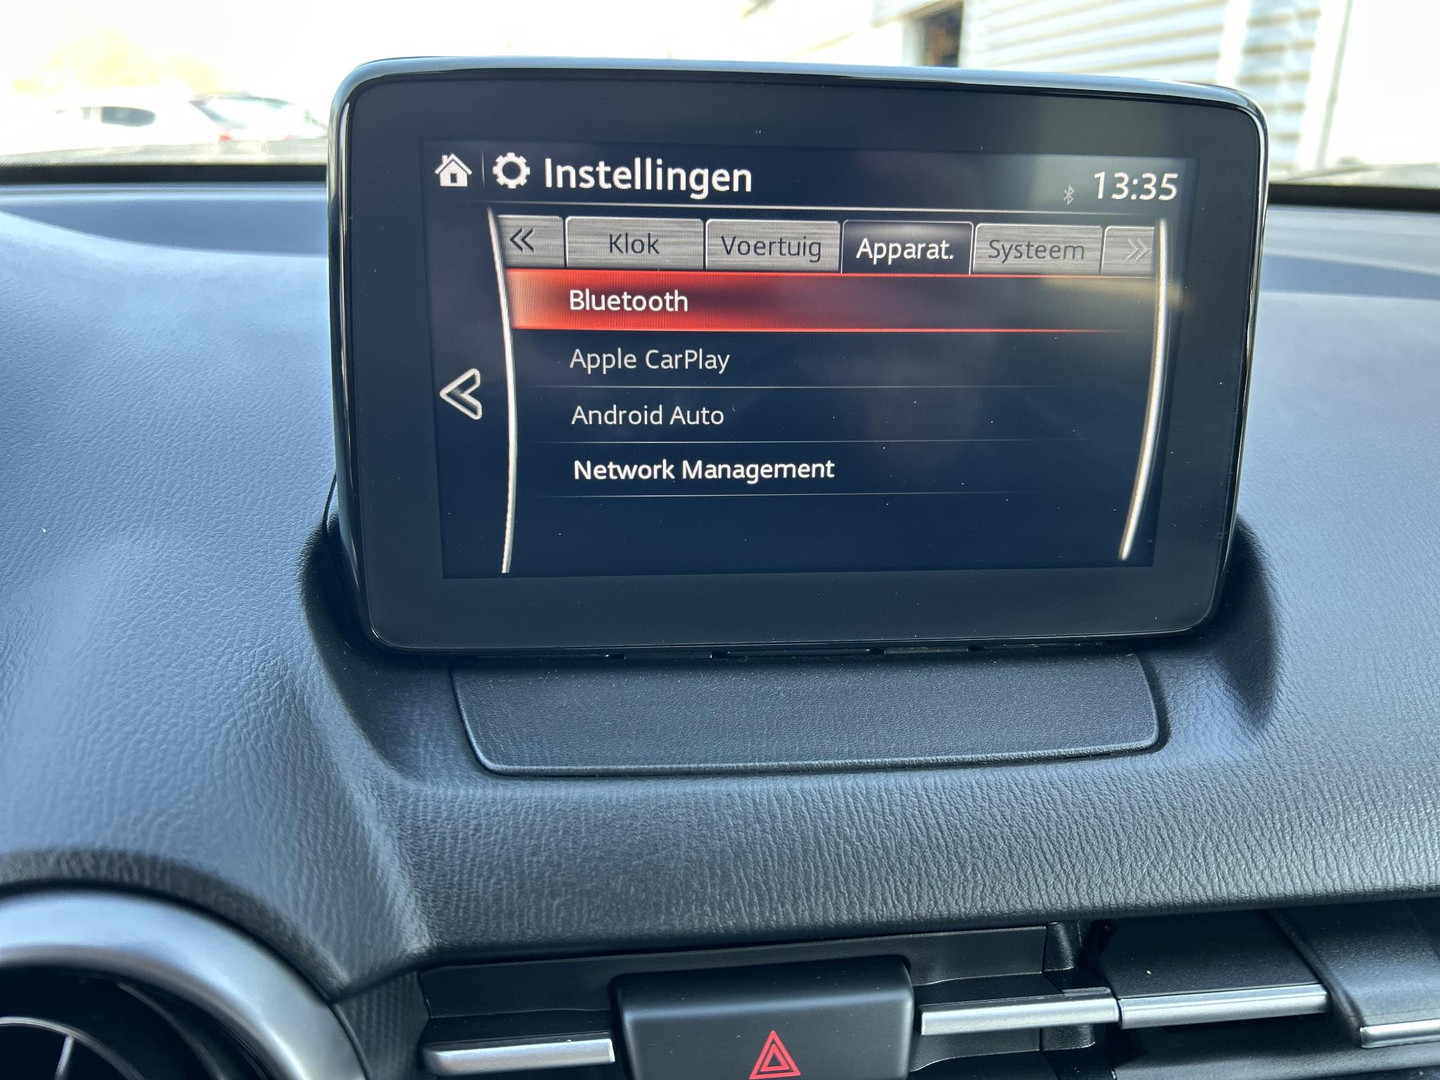 Instellingen
13:35
Klok
Voertuig
Apparat.
Systeem
Bluetooth
Apple CarPlay
Android Auto
Network Management